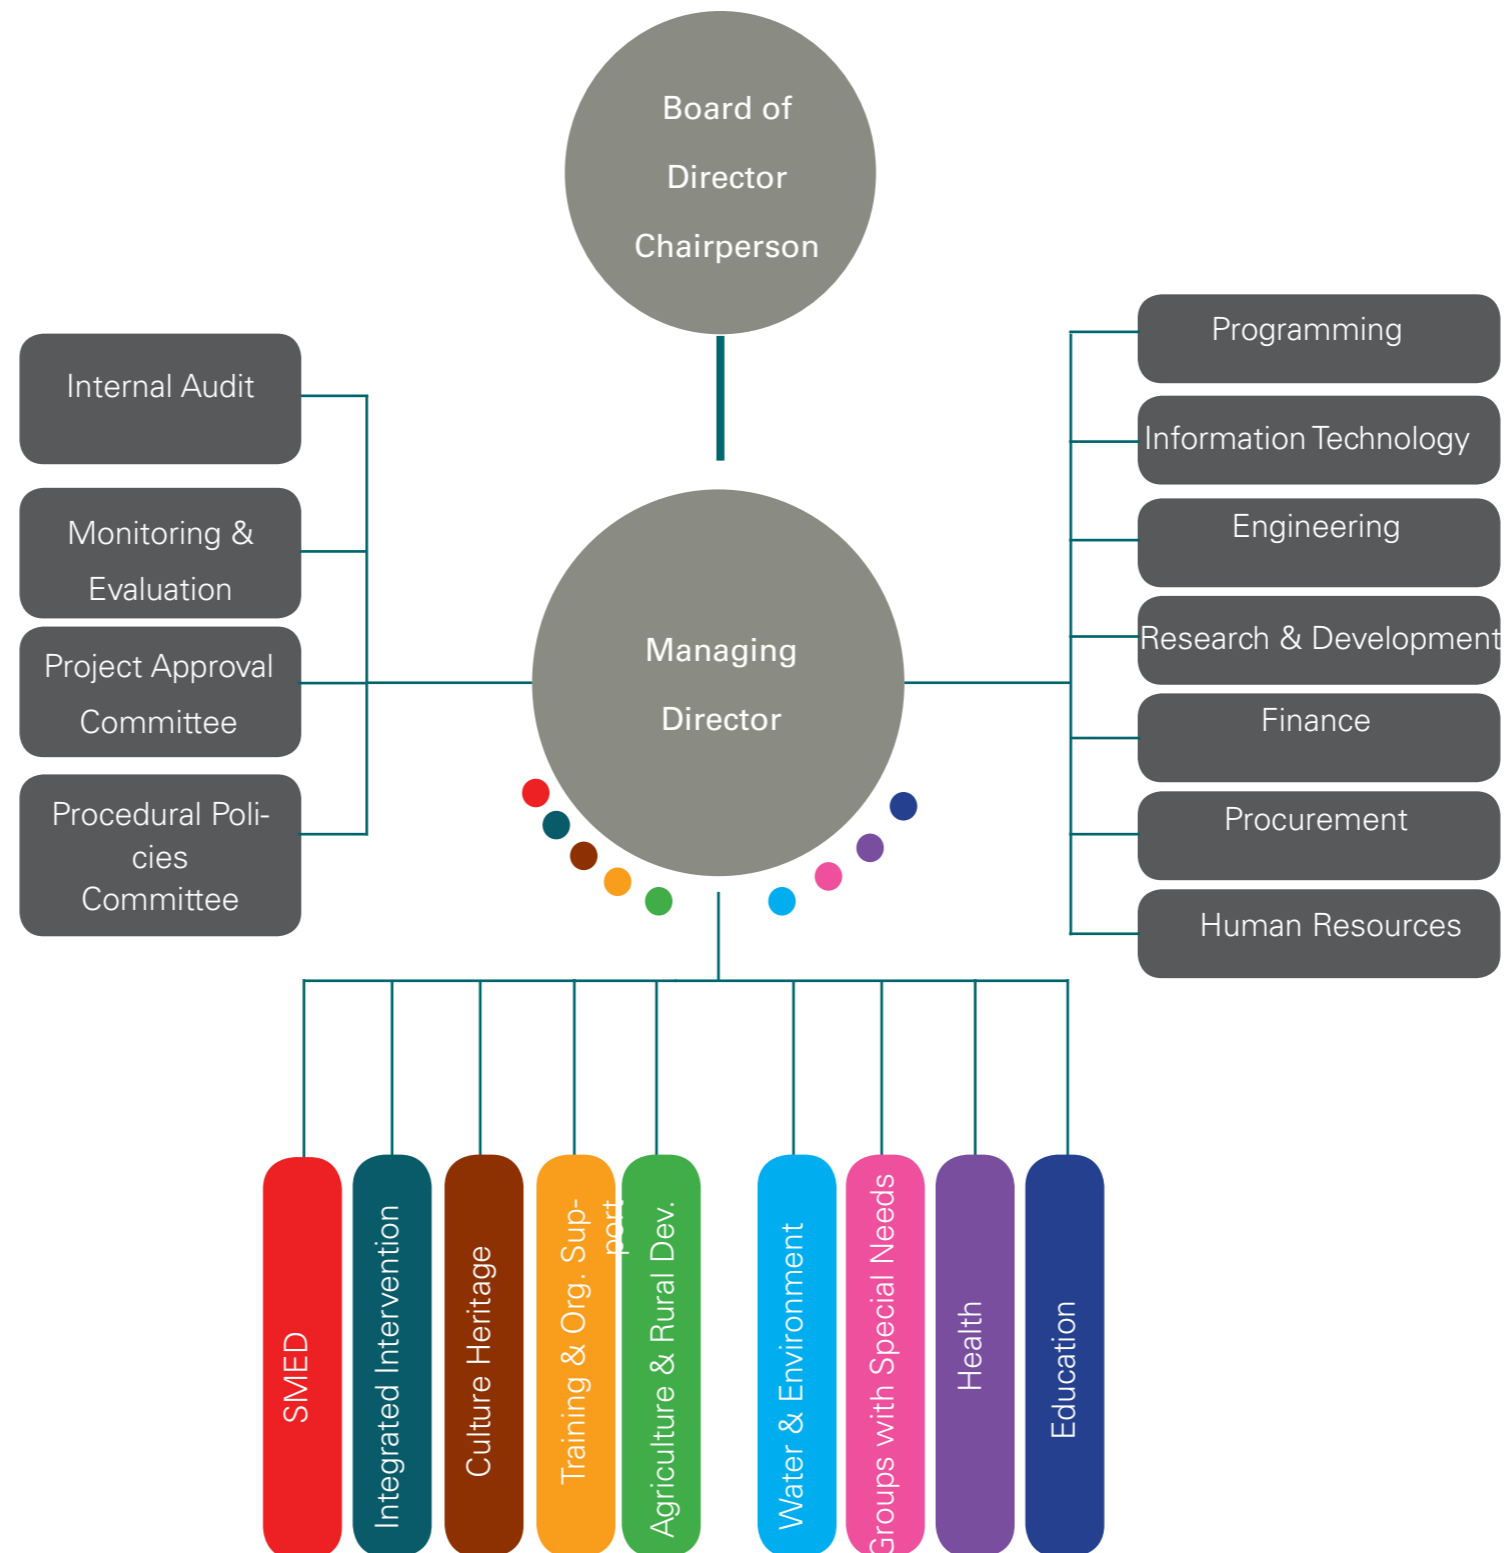 Board of
Director
Chairperson
Internal Audit
Monitoring &
Evaluation
Project Approval
Committee
Procedural Poli-
cies
Committee
Managing
Director
Programming
Information Technology
Engineering
Research & Development
Finance
Procurement
Human Resources
SMED
Integrated Intervention
Culture Heritage
Training & Org. Sup-
port
Agriculture & Rural Dev.
Water & Environment
Groups with Special Needs
Health
Education